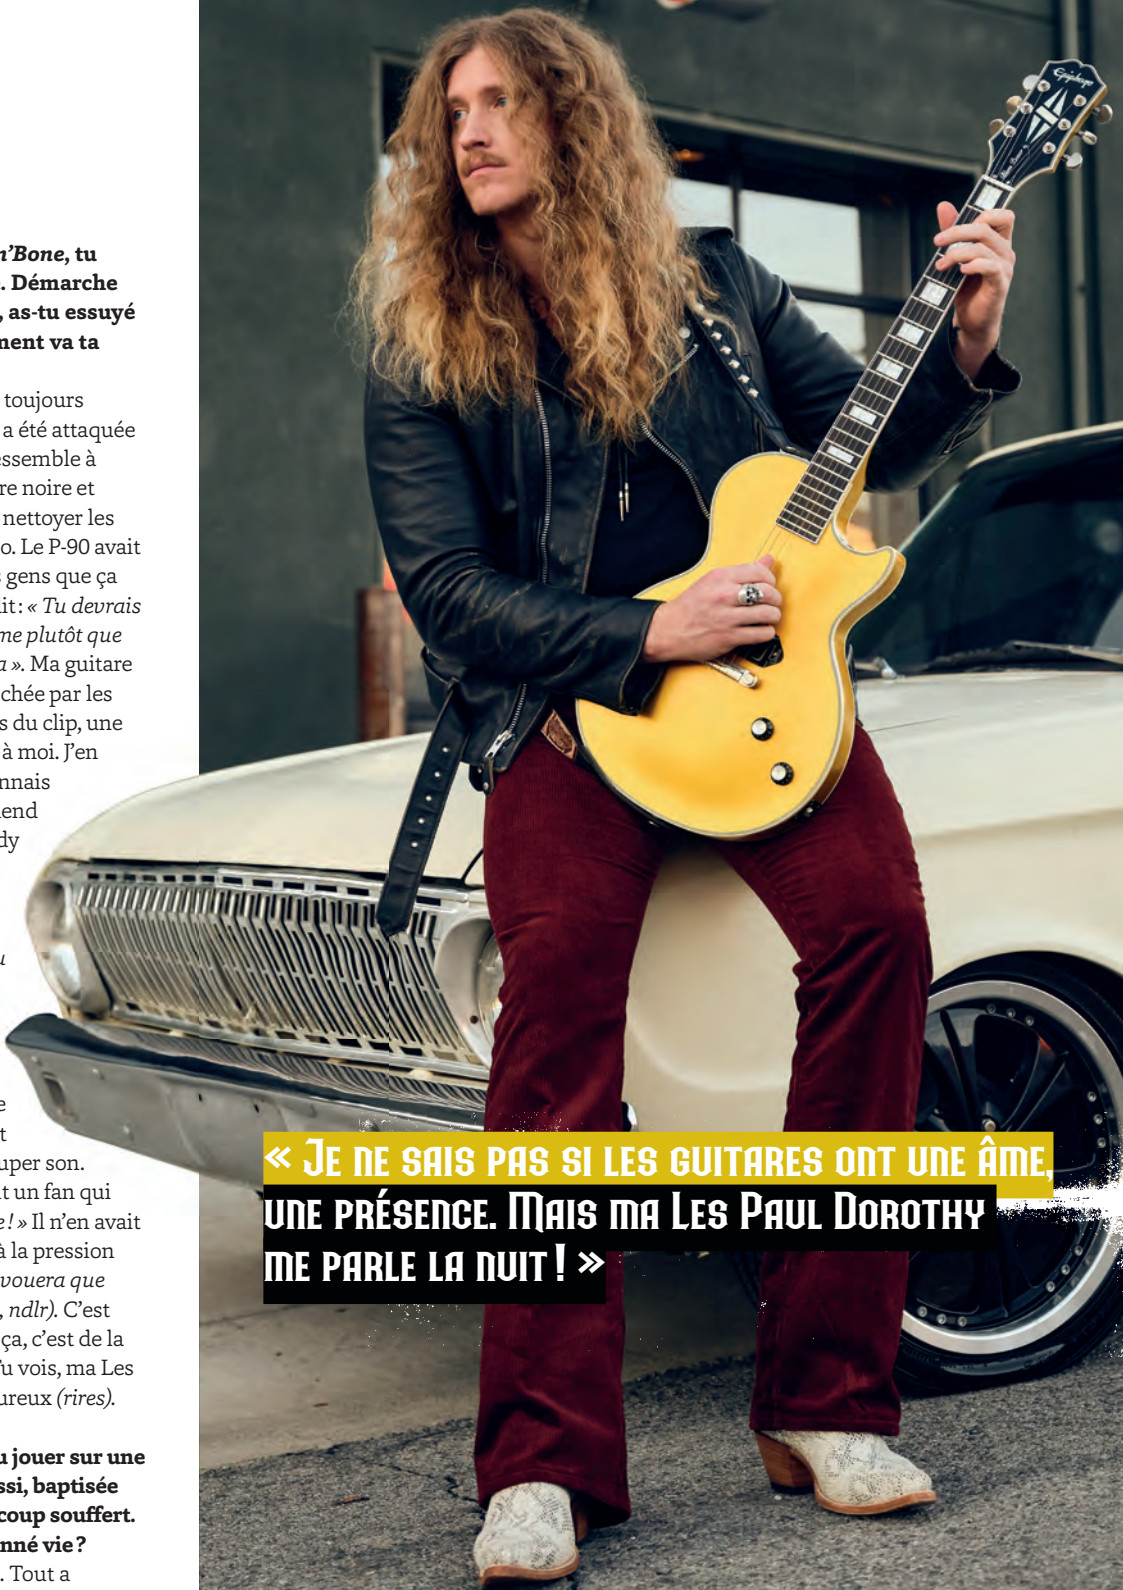 n’Bone, tu
. Démarche
, as-tu essuyé
ment va ta
toujours
a été attaquée
essemble à
re noire et
nettoyer les
o. Le P-90 avait
s gens que ça
dit : « Tu devrais
me plutôt que
a ». Ma guitare
chée par les
s du clip, une
à moi. J’en
nnais
end
dy
u
e
t
uper son.
t un fan qui
e ! » Il n’en avait
à la pression
vouera que
, ndlr). C’est
ça, c’est de la
Tu vois, ma Les
ureux (rires).
u jouer sur une
ssi, baptisée
coup souffert.
nné vie ?
. Tout a
Epiphone
« Je ne sais pas si les guitares ont une âme,
une présence. Mais ma Les Paul Dorothy
me parle la nuit ! »